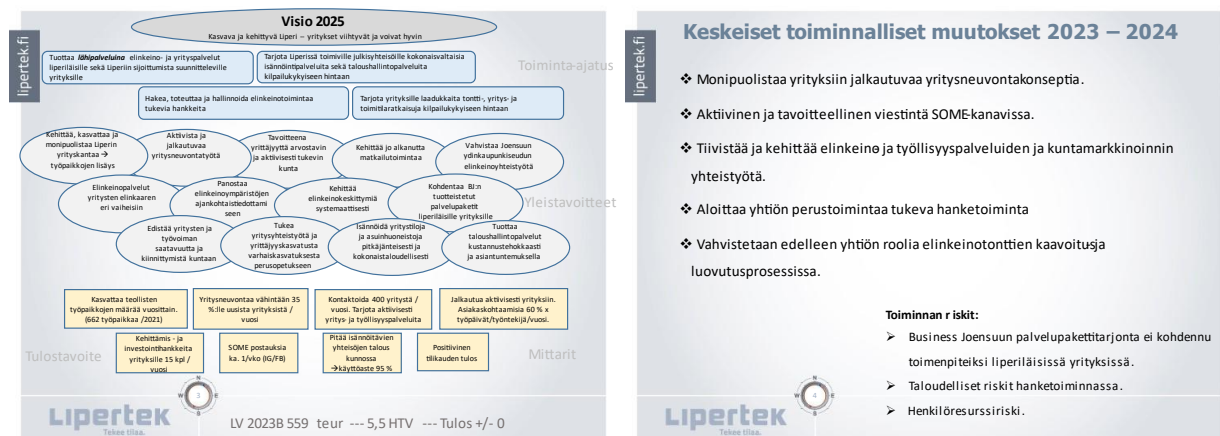 Visio 2025
Kasvava ja kehittyvä Liperi – yritykset viihtyvät ja voivat hyvin
lipertek.fi
Tuottaa lähipalveluina elinkeino- ja yrityspalvelut
liperiläisille sekä Liperiin sijoittumista suunnitteleville
yrityksille
Tarjota Liperissä toimiville julkisyhteisöille kokonaisvaltaisia
isännöintipalveluita sekä taloushallintopalveluita
kilpailukykyiseen hintaan
Toiminta-ajatus
Hakea, toteuttaa ja hallinnoida elinkeinotoimintaa
tukevia hankkeita
Tarjota yrityksille laadukkaita tontti-, yritys- ja
toimitilaratkaisuja kilpailukykyiseen hintaan
Kehittää, kasvattaa ja
monipuolistaa Liperin
yrityskantaa →
työpaikkojen lisäys
Aktiivista ja
jalkautuvaa
yritysneuvontatyötä
Tavoitteena
yrittäjyyttä arvostavin
ja aktiivisesti tukevin
kunta
Kehittää jo alkanutta
matkailutoimintaa
Vahvistaa Joensuun
ydinkaupunkiseudun
elinkeinoyhteistyötä
Elinkeinopalvelut
yritysten elinkaaren
eri vaiheisiin
Panostaa
elinkeinoympäristöjen
ajankohtaistiedottami
seen
Kehittää
elinkeinokeskittymiä
systemaattisesti
Kohdentaa BJ:n
tuotteistetut
palvelupaketit
liperiläisille yrityksille
Yleistavoitteet
Edistää yritysten ja
työvoiman
saatavuutta ja
kiinnittymistä kuntaan
Tukea
yritysyhteistyötä ja
yrittäjyyskasvatusta
varhaiskasvatuksesta
perusopetukseen
Isännöidä yritystiloja
ja asuinhuoneistoja
pitkäjänteisesti ja
kokonaistaloudellisesti
Tuottaa
taloushallintopalvelut
kustannustehokkaasti
ja asiantuntemuksella
Kasvattaa teollisten
työpaikkojen määrää vuosittain.
(662 työpaikkaa /2021)
Yritysneuvontaa vähintään 35
%:lle uusista yrityksistä /
vuosi
Kontaktoida 400 yritystä /
vuosi. Tarjota aktiivisesti
yritys- ja työllisyyspalveluita
Jalkautua aktiivisesti yrityksiin.
Asiakaskohtaamisia 60 % x
työpäivät/työntekijä/vuosi.
Tulostavoite
Kehittämis - ja
investointihankkeita
yrityksille 15 kpl /
vuosi
SOME postauksia
ka. 1/vko (IG/FB)
Pitää isännöitävien
yhteisöjen talous
kunnossa
→käyttöaste 95 %
Positiivinen
tilikauden tulos
Mittarit
N
W
E
S
3
Lipertek
Tekee tilaa.
LV 2023B 559 teur --- 5,5 HTV --- Tulos +/- 0
lipertek.fi
Keskeiset toiminnalliset muutokset 2023 – 2024
❖ Monipuolistaa yrityksiin jalkautuvaa yritysneuvontakonseptia.
❖ Aktiivinen ja tavoitteellinen viestintä SOME-kanavissa.
❖ Tiivistää ja kehittää elinkeino- ja työllisyyspalveluiden ja kuntamarkkinoinnin
yhteistyötä.
❖ Aloittaa yhtiön perustoimintaa tukeva hanketoiminta
❖ Vahvistetaan edelleen yhtiön roolia elinkeinotonttien kaavoitus- ja
luovutusprosessissa.
Toiminnan r iskit:
➢ Business Joensuun palvelupakettitarjonta ei kohdennu
toimenpiteiksi liperiläisissä yrityksissä.
➢ Taloudelliset riskit hanketoiminnassa.
➢ Henkilöresurssiriski.
N
W
E
S
4
Lipertek
Tekee tilaa.